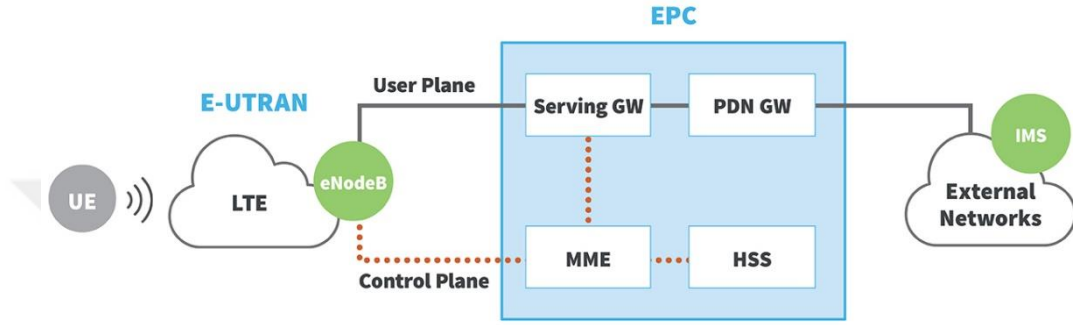 EPC
User Plane
E-UTRAN
Serving GW
PDN GW
IMS
eNodeB
UE
LTE
External
Networks
MME
HSS
Control Plane